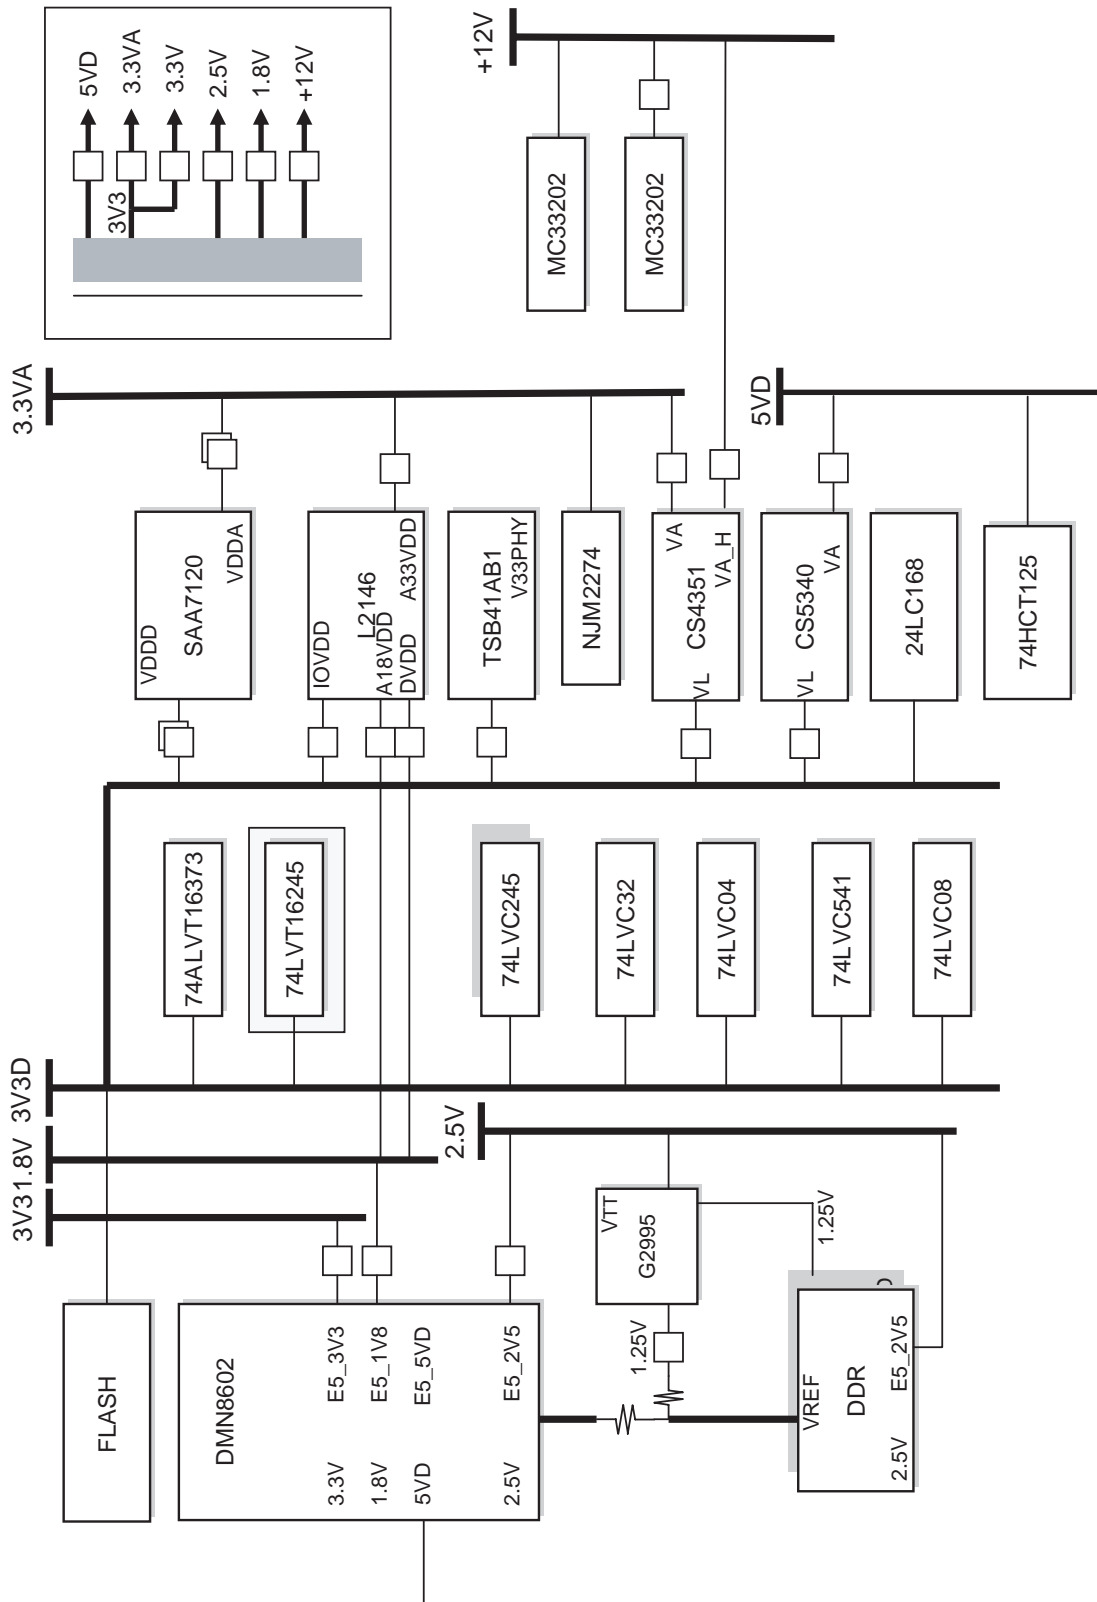 5VD
3.3VA
3.3V
2.5V
1.8V
+12V
3V3
+12V
MC33202
MC33202
3.3VA
5VD
VDDD
SAA7120
VDDA
IOVDD
L2146
A18VDD
DVDD
A33VDD
TSB41AB1
V33PHY
NJM2274
VA
CS4351
VL
VA_H
CS5340
VL
VA
24LC168
74HCT125
74ALVT16373
74LVT16245
74LVC245
74LVC32
74LVC04
74LVC541
74LVC08
3V3D
1.8V
3V3
2.5V
VTT
G2995
1.25V
1.25V
FLASH
DMN8602
3.3V
E5_3V3
1.8V
E5_1V8
5VD
E5_5VD
2.5V
E5_2V5
VREF
DDR
2.5V
E5_2V5